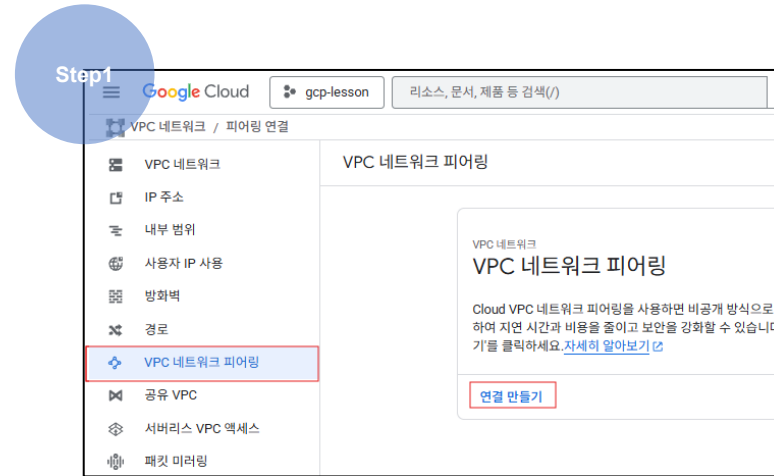 Step1
Google Cloud
gcp-lesson
리소스, 문서, 제품 등 검색(/)
VPC 네트워크 / 피어링 연결
VPC 네트워크
IP 주소
내부 범위
사용자 IP 사용
방화벽
경로
VPC 네트워크 피어링
공유 VPC
서버리스 VPC 액세스
패킷 미러링
VPC 네트워크 피어링
VPC 네트워크
VPC 네트워크 피어링
Cloud VPC 네트워크 피어링을 사용하면 비공개 방식으로
하여 지연 시간과 비용을 줄이고 보안을 강화할 수 있습니다
기'를 클릭하세요.자세히 알아보기
연결 만들기